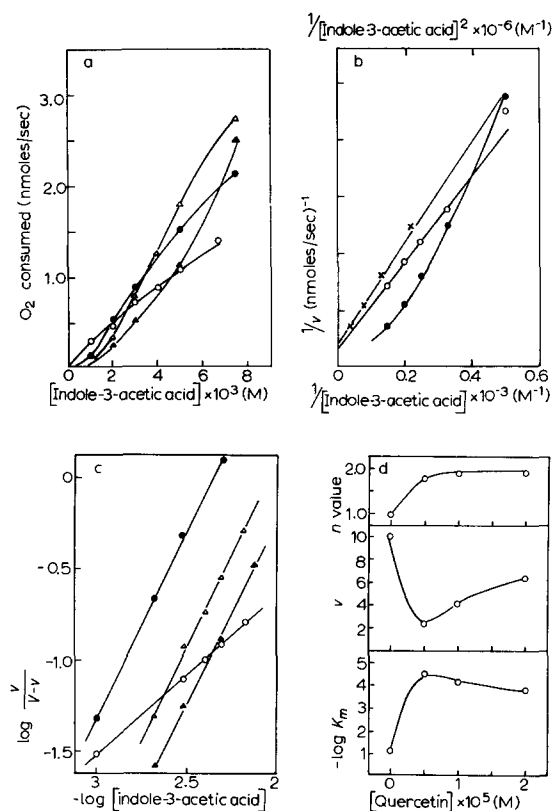 1/[Indole-3-acetic acid]² ×10-6 (M-1)
a
O2 consumed (nmoles/sec)
3.0
2.0
1.0
0 2 4 6 8
[Indole-3-acetic acid] ×10³ (M)
b
1/v (nmoles/sec)-1
0 0.2 0.4 0.6
1/[Indole-3-acetic acid] ×10-3 (M-1)
c
log v/V-v
0
-0.5
-1.0
-1.5
3 2.5 2
-log [indole-3-acetic acid]
d
n value
2.0
1.0
v
10
8
6
4
2
-log Km
5
4
3
2
1
0 1 2
[Quercetin] ×10⁵ (M)